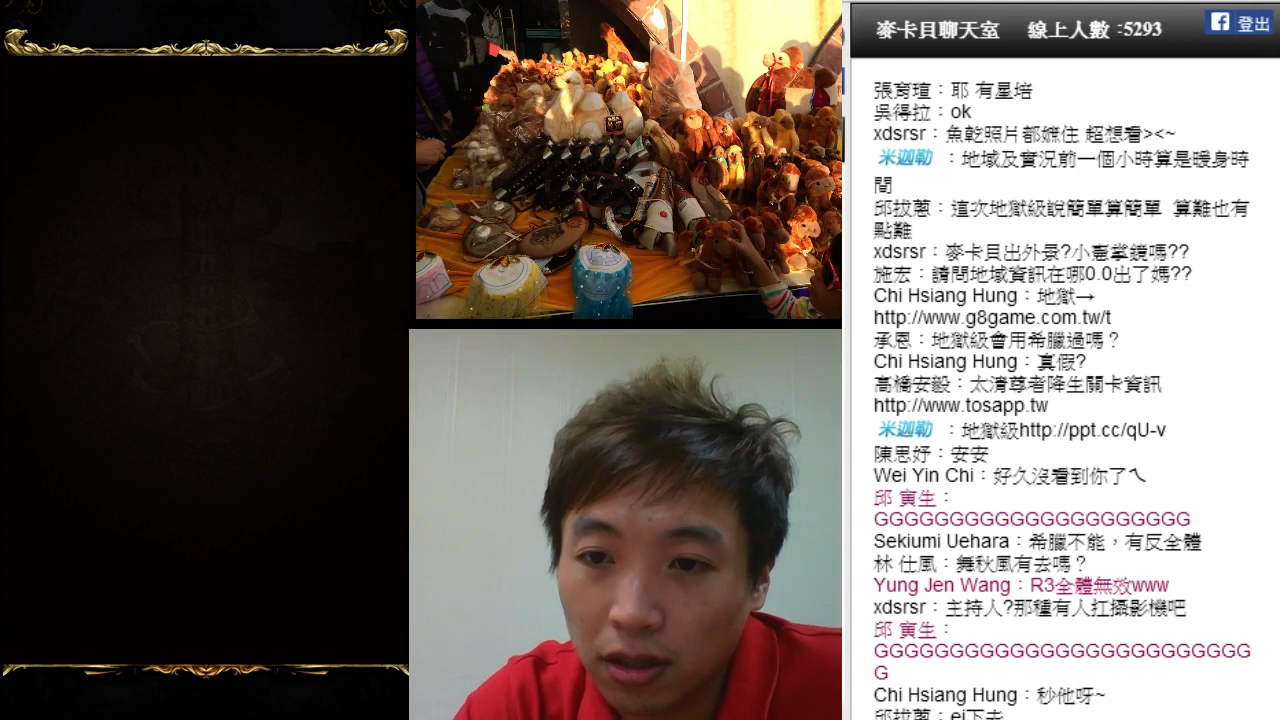 麥卡貝聊天室 線上人數 :5293 登出
張育瑄：耶 有星培
吳得拉：ok
xdsrsr：魚乾照片都嫬住 超想看><~
米迦勒 ：地域及實況前一個小時算是暖身時
間
邱拔蔥：這次地獄級說簡單算簡單 算難也有
點難
xdsrsr：麥卡貝出外景?小憲掌鏡嗎??
施宏：請問地域資訊在哪0.0出了媽??
Chi Hsiang Hung：地獄→
http://www.g8game.com.tw/t
承恩：地獄級會用希臘過嗎？
Chi Hsiang Hung：真假?
高橋安毅：太清尊者降生關卡資訊
http://www.tosapp.tw
米迦勒 ：地獄級http://ppt.cc/qU-v
陳思妤：安安
Wei Yin Chi：好久沒看到你了ㄟ
邱 寅生：
GGGGGGGGGGGGGGGGGGGGG
Sekiumi Uehara：希臘不能，有反全體
林 仕風：舞秋風有去嗎？
Yung Jen Wang：R3全體無效www
xdsrsr：主持人?那種有人扛攝影機吧
邱 寅生：
GGGGGGGGGGGGGGGGGGGGGGGGG
G
Chi Hsiang Hung：秒他呀~
邱拔蔥：ei下去